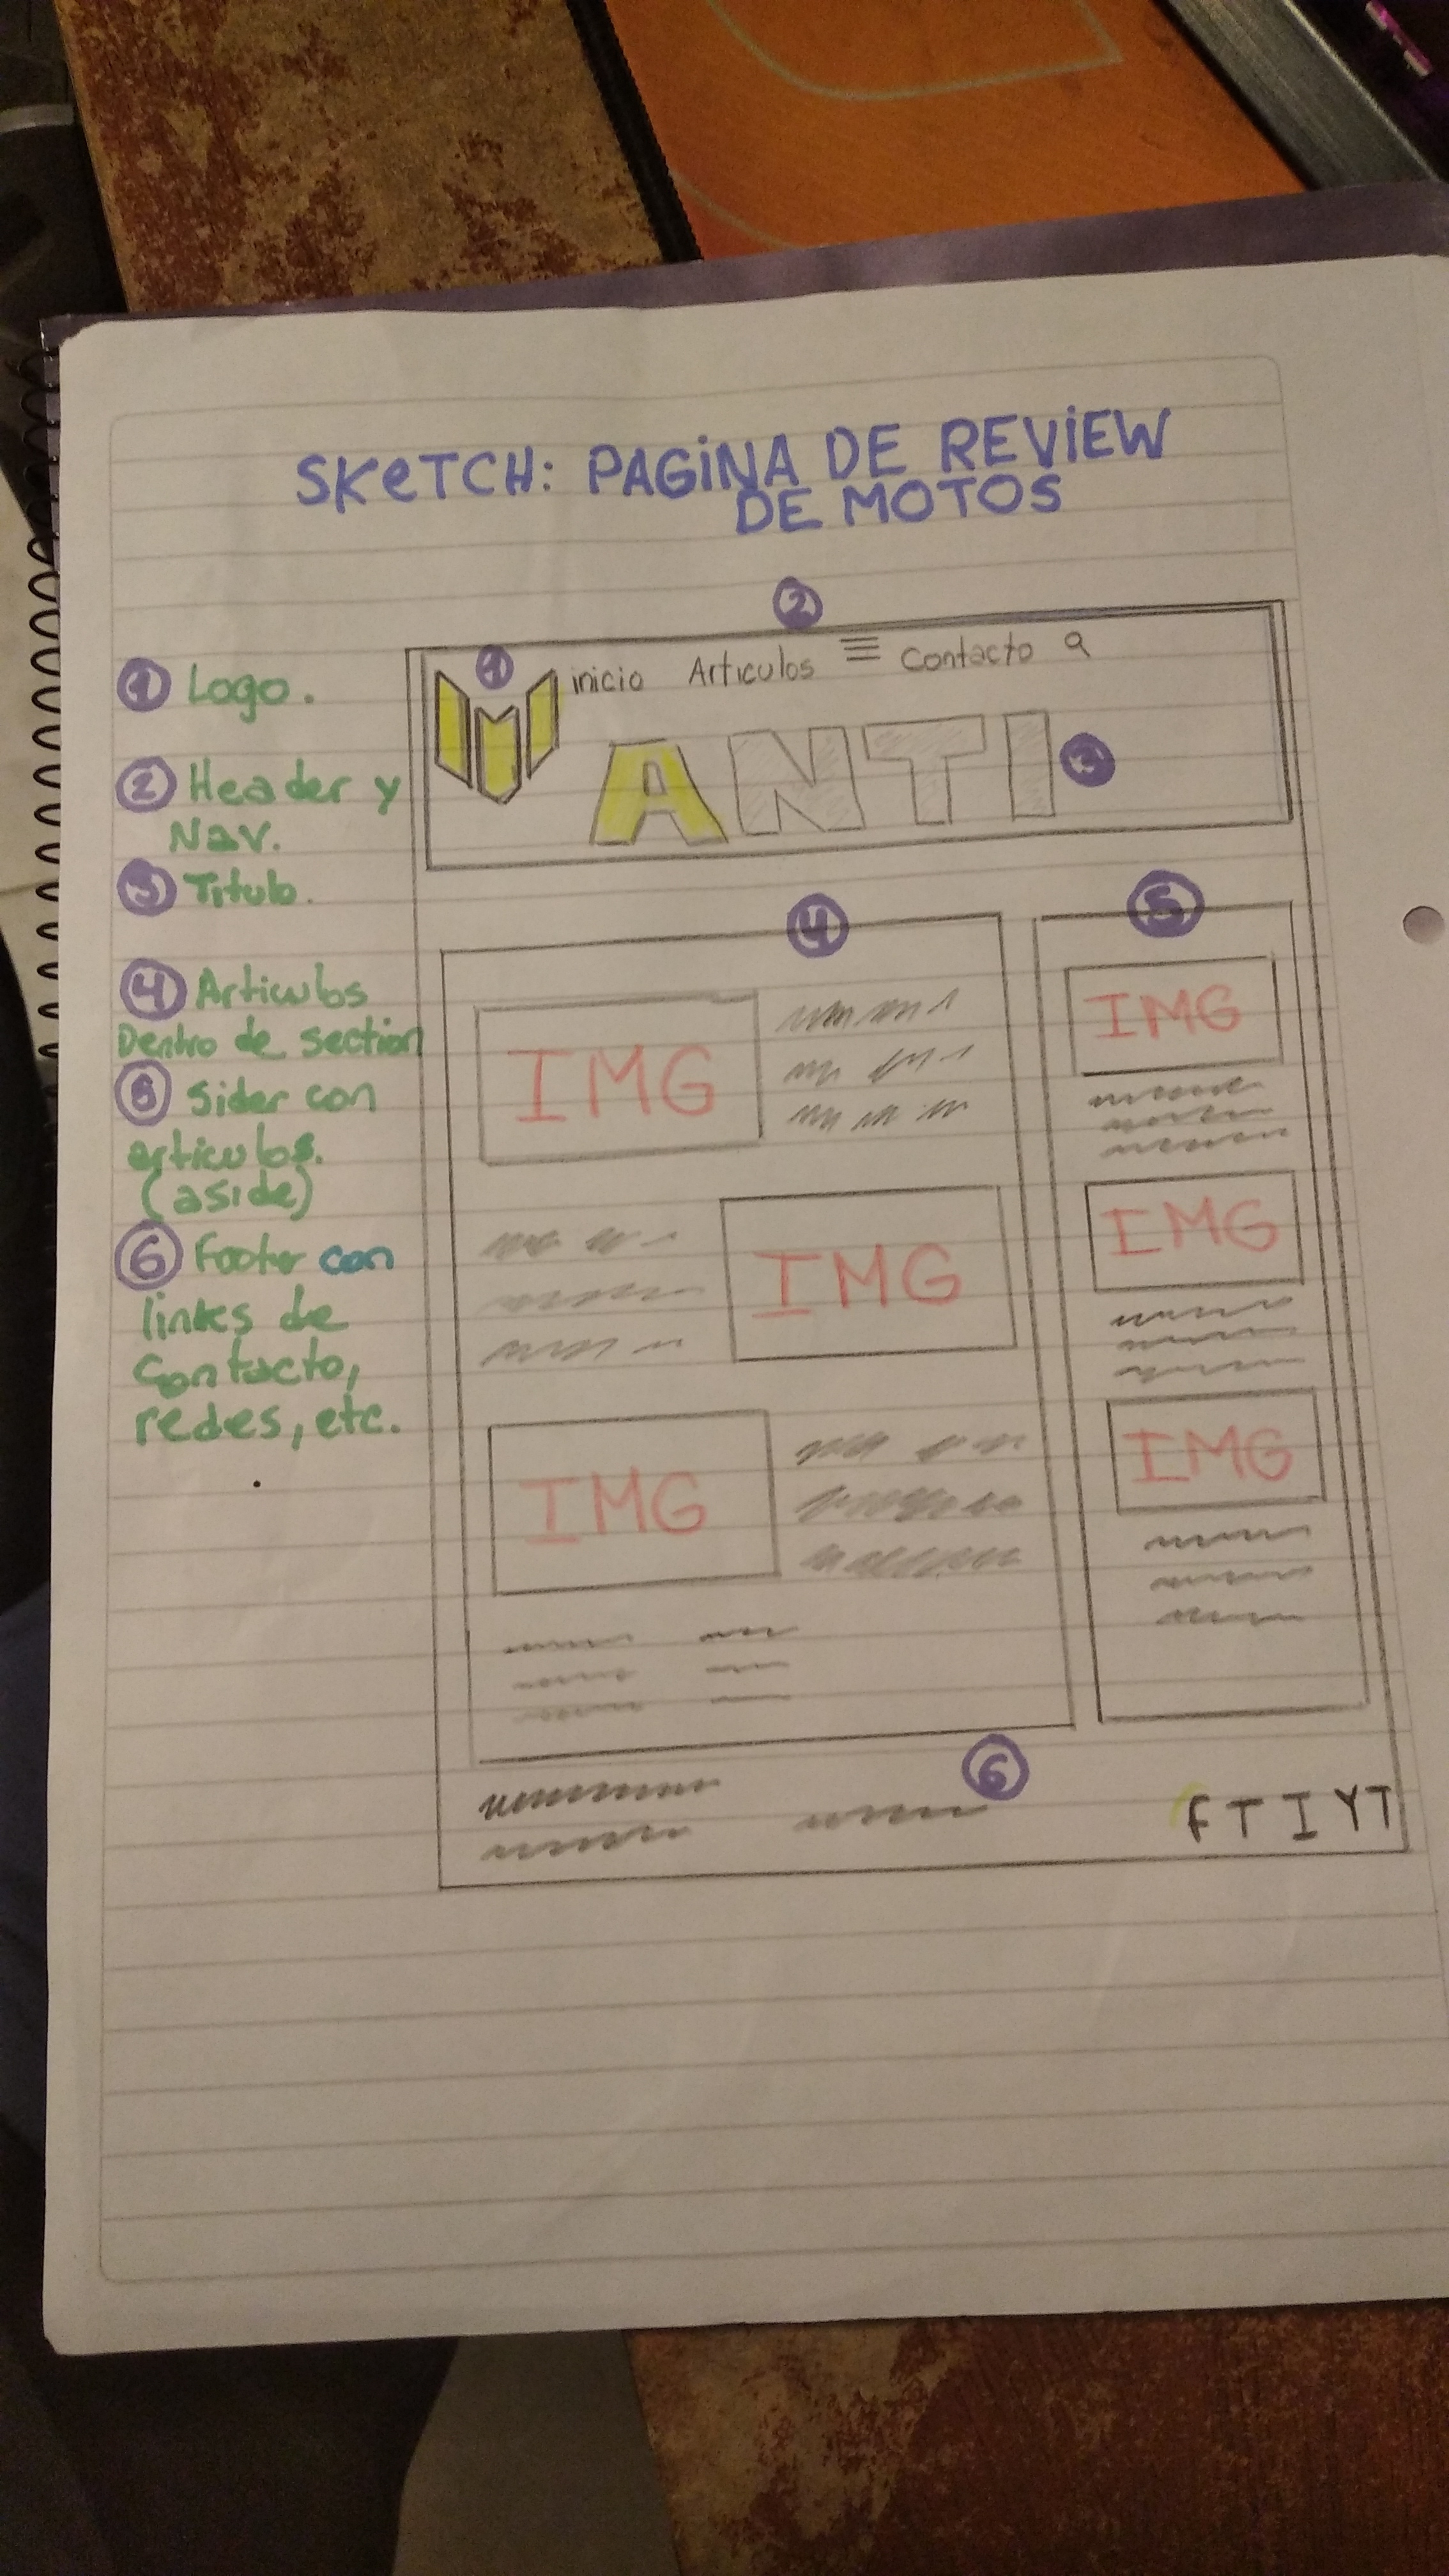 SKETCH: PAGINA DE REVIEW
DE MOTOS
1 Logo.
2 Header y
Nav.
3 Titulo.
4 Articulos
Dentro de section
5 Sider con
articulos.
(aside)
6 Footer con
links de
Contacto,
redes, etc.
2
1
inicio Articulos ☰ Contacto
ANTI
3
4
5
IMG
IMG
IMG
IMG
IMG
IMG
6
F T I YT